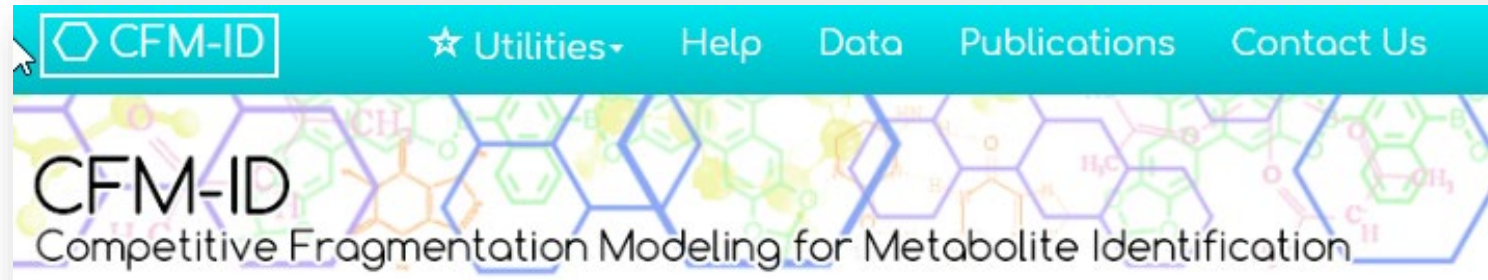 CFM-ID ☆ Utilities▾ Help Data Publications Contact Us
CFM-ID
Competitive Fragmentation Modeling for Metabolite Identification